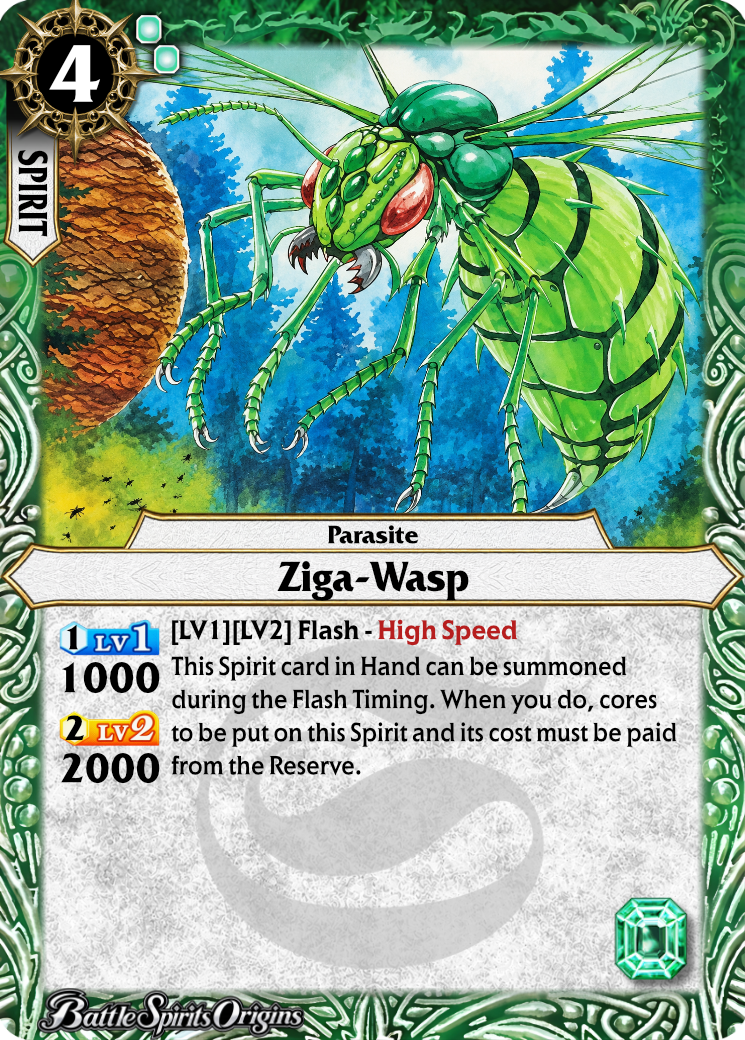 4
SPIRIT
Parasite
Ziga-Wasp
1 LV1
1000
2 LV2
2000
[LV1][LV2] Flash - High Speed
This Spirit card in Hand can be summoned
during the Flash Timing. When you do, cores
to be put on this Spirit and its cost must be paid
from the Reserve.
Battle Spirits Origins